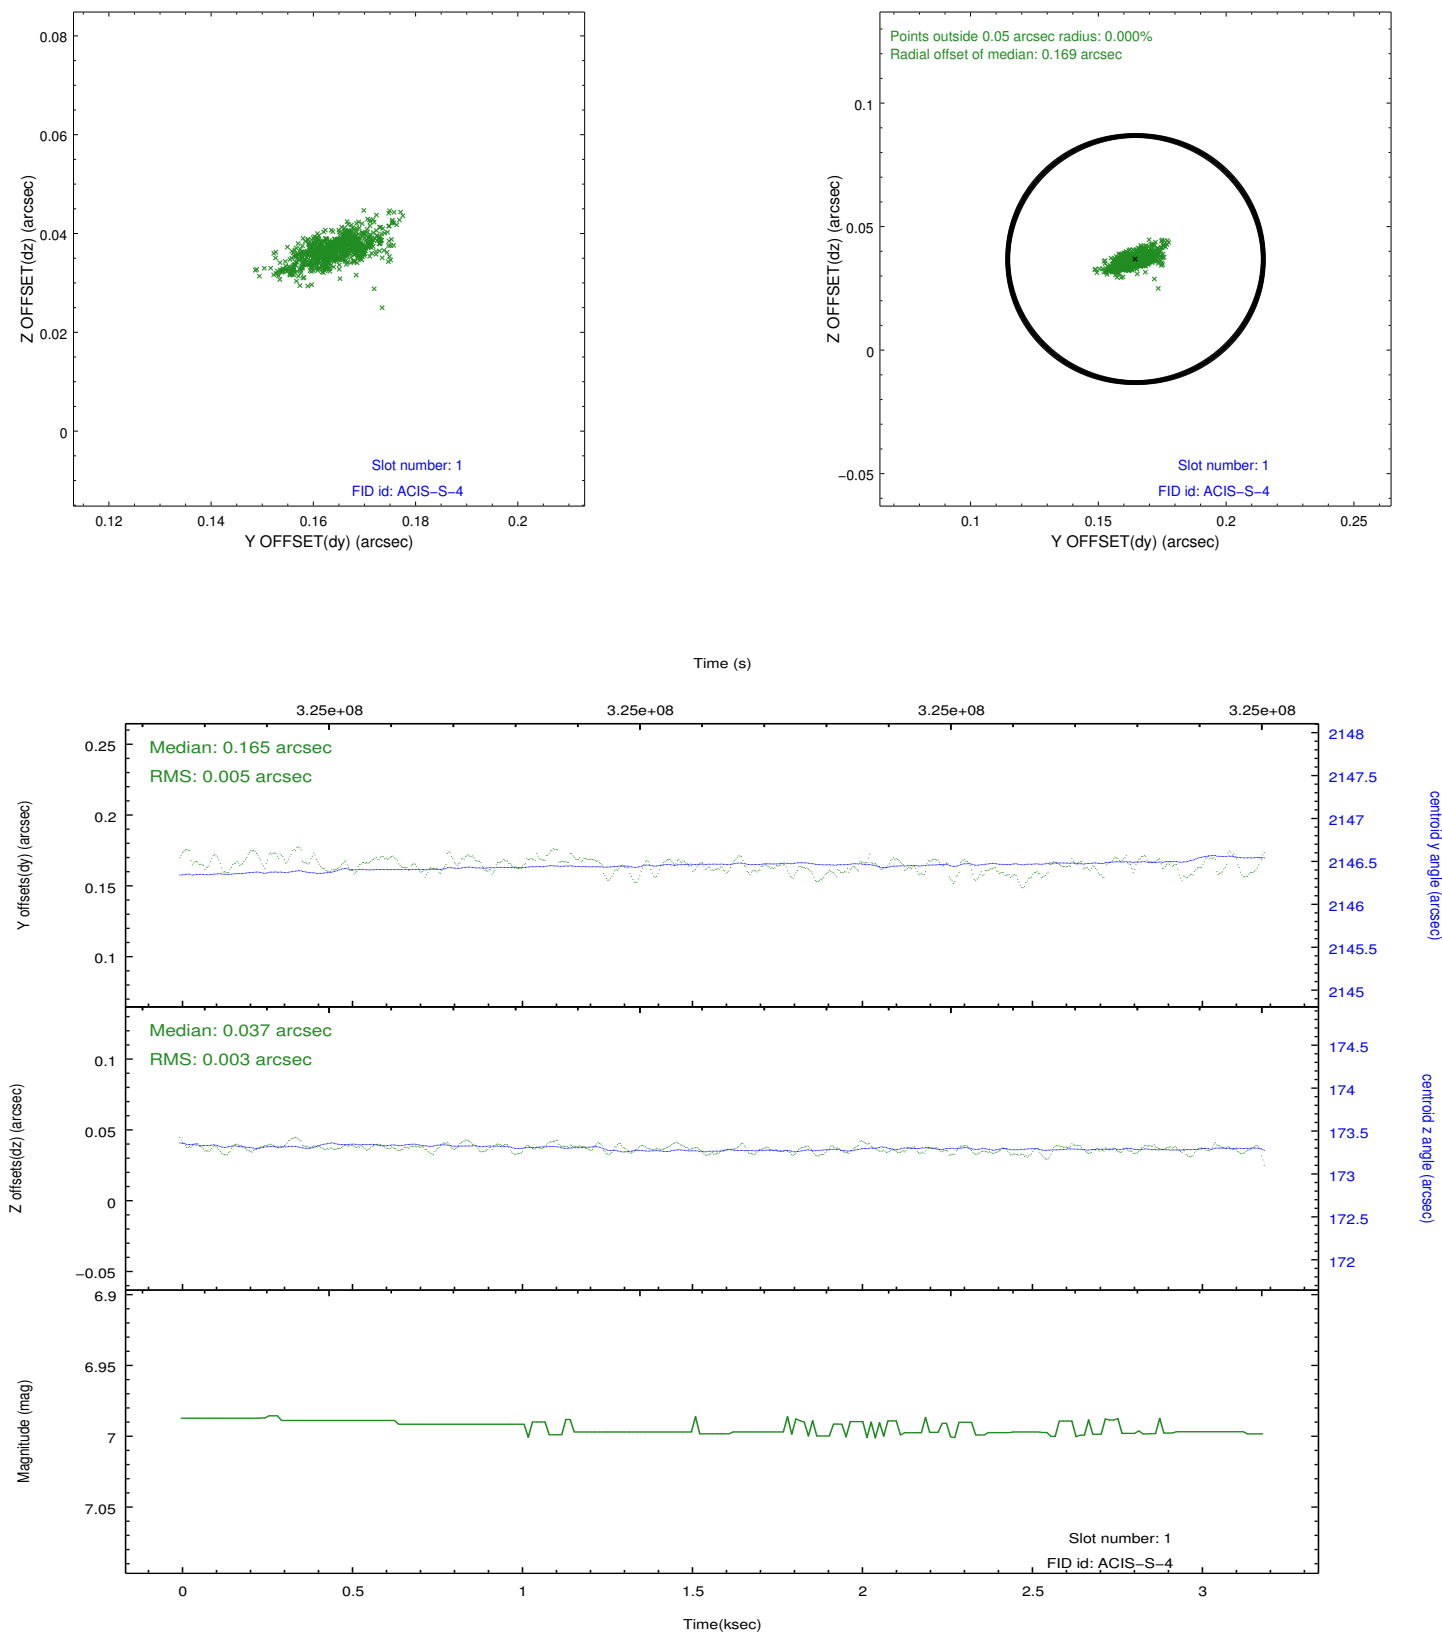 0.08
0.06
0.04
0.02
0
Z OFFSET(dz) (arcsec)
Slot number: 1
FID id: ACIS−S−4
0.12 0.14 0.16 0.18 0.2
Y OFFSET(dy) (arcsec)
Points outside 0.05 arcsec radius: 0.000%
Radial offset of median: 0.169 arcsec
0.1
0.05
0
−0.05
Z OFFSET(dz) (arcsec)
Slot number: 1
FID id: ACIS−S−4
0.1 0.15 0.2 0.25
Y OFFSET(dy) (arcsec)
Time (s)
3.25e+08 3.25e+08 3.25e+08 3.25e+08
Median: 0.165 arcsec
RMS: 0.005 arcsec
0.25
0.2
0.15
0.1
Y offsets(dy) (arcsec)
2148
2147.5
2147
2146.5
2146
2145.5
2145
centroid y angle (arcsec)
Median: 0.037 arcsec
RMS: 0.003 arcsec
0.1
0.05
0
−0.05
Z offsets(dz) (arcsec)
174.5
174
173.5
173
172.5
172
centroid z angle (arcsec)
6.9
6.95
7
7.05
Magnitude (mag)
Slot number: 1
FID id: ACIS−S−4
0 0.5 1 1.5 2 2.5 3
Time(ksec)